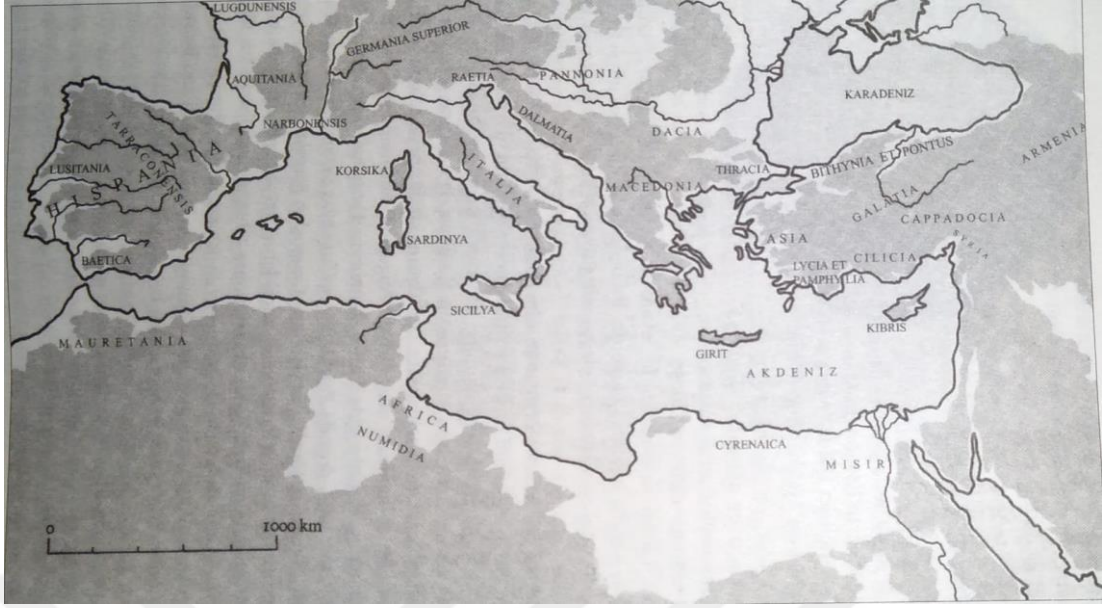 LUGDUNENSIS
GERMANIA SUPERIOR
AQUITANIA
RAETIA
PANNONIA
KARADENIZ
NARBONENSIS
DALMATIA
DACIA
TARRACONENSIS
HISPANIA
LUSITANIA
ITALIA
KORSIKA
THRACIA
BITHYNIA ET PONTUS
ARMENIA
MACEDONIA
GALATIA
CAPPADOCIA
SARDINYA
ASIA
SYRIA
BAETICA
LYCIA ET
PAMPHYLIA
CILICIA
SICILYA
KIBRIS
MAURETANIA
GIRIT
AKDENIZ
AFRICA
NUMIDIA
CYRENAICA
MISIR
0
1000 km